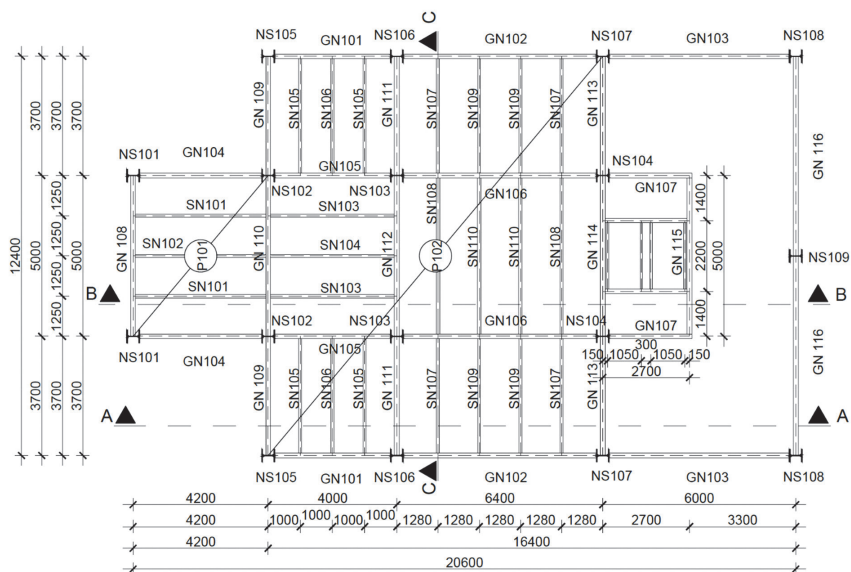 C
NS105 GN101 NS106 GN102 NS107 GN103 NS108
3700 3700 3700 GN 109 SN105 SN106 SN105 GN 111 SN107 SN109 SN109 SN107 GN 113 GN 116
NS101 GN104 GN105 NS104
NS102 NS103 GN106 GN107
12400 5000 1250 1250 1250 1250 5000 GN 108 SN101 GN 110 SN103 GN 112 SN108 SN110 SN110 SN108 GN 114 GN 115 1400 2200 1400 5000
SN102 P101 SN104 P102 NS109
B SN101 SN103 B
NS102 NS103 GN106 NS104 GN107
NS101 GN104 GN105 300
150 1050 1050 150
2700
3700 3700 3700 GN 109 SN105 SN106 SN105 GN 111 SN107 SN109 SN109 SN107 GN 113 GN 116
A A
NS105 GN101 NS106 C GN102 NS107 GN103 NS108
4200 4000 6400 6000
4200 1000 1000 1000 1000 1280 1280 1280 1280 1280 2700 3300
4200 16400
20600